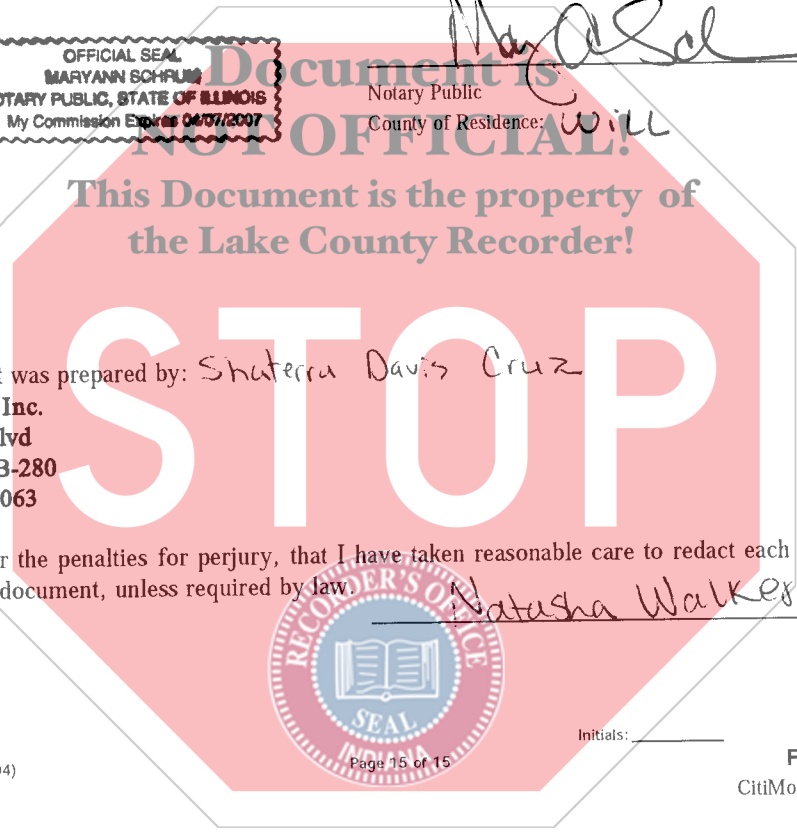 OFFICIAL SEAL
MARYANN SCHRUM
OTARY PUBLIC, STATE OF ILLINOIS
My Commission Expires 04/07/2007
Notary Public
County of Residence: WILL
Document is
NOT OFFICIAL!
This Document is the property of
the Lake County Recorder!
STOP
t was prepared by: Shaterra Davis Cruz
Inc.
lvd
3-280
063
r the penalties for perjury, that I have taken reasonable care to redact each
document, unless required by law.
Natasha Walker
RECORDER'S OFFICE
SEAL
INDIANA
Initials:
Page 15 of 15
4)
F
CitiMo